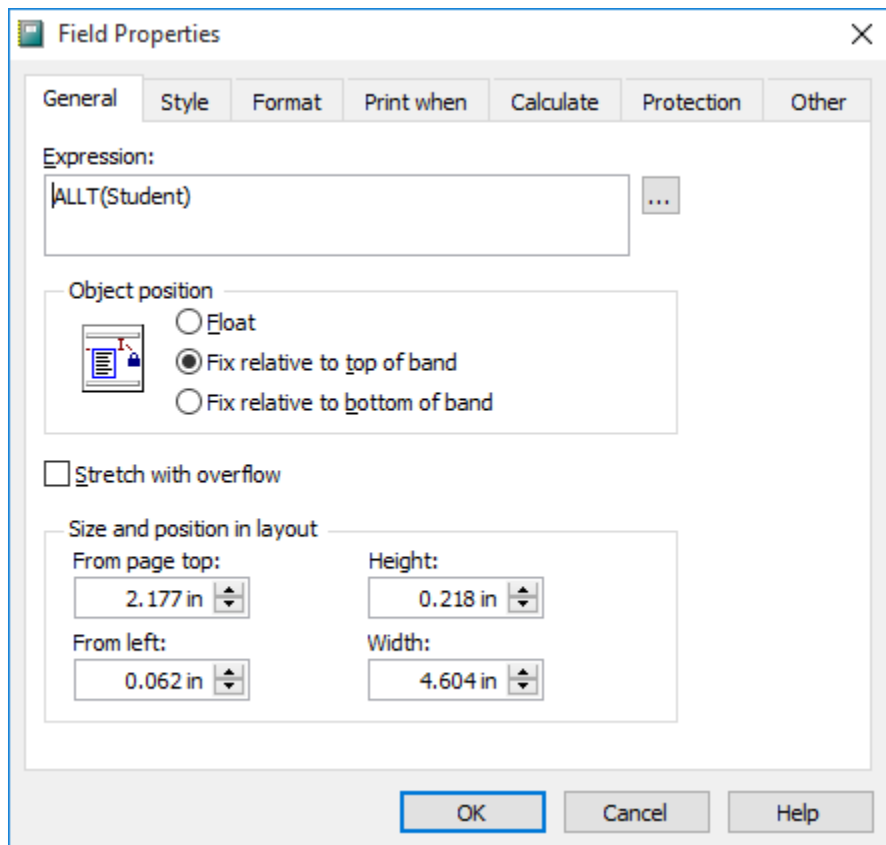 Field Properties
General Style Format Print when Calculate Protection Other
Expression:
ALLT(Student)
...
Object position
Float
Fix relative to top of band
Fix relative to bottom of band
Stretch with overflow
Size and position in layout
From page top: Height:
2.177 in 0.218 in
From left: Width:
0.062 in 4.604 in
OK Cancel Help